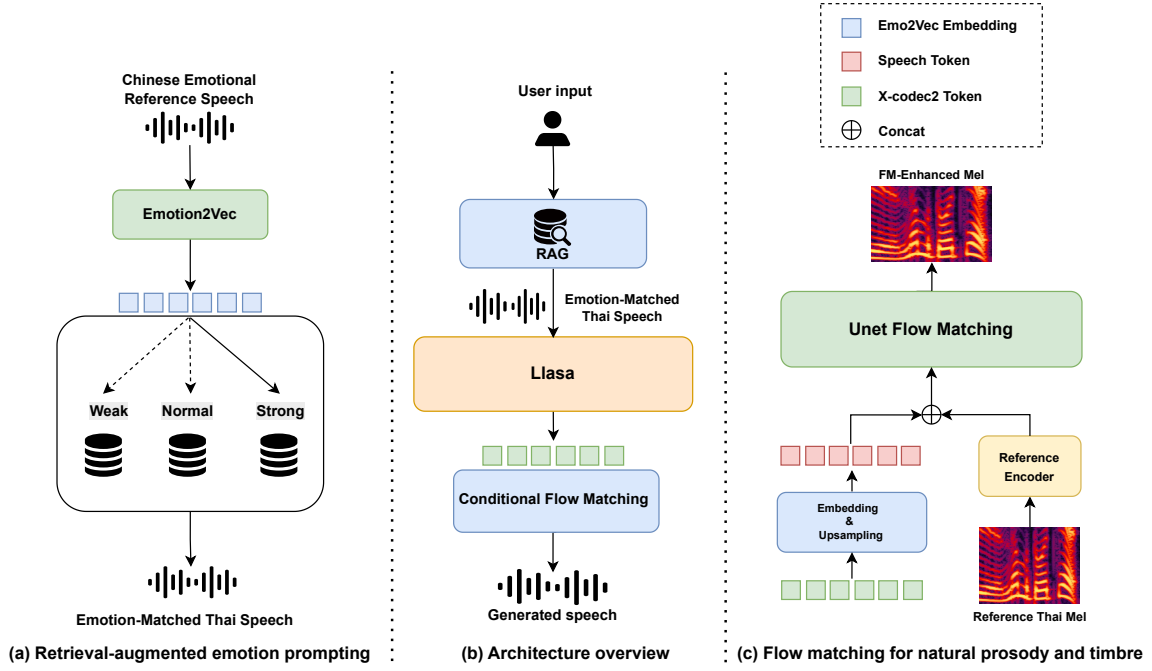 Chinese Emotional
Reference Speech
Emotion2Vec
Weak
Normal
Strong
Emotion-Matched Thai Speech
(a) Retrieval-augmented emotion prompting
User input
RAG
Emotion-Matched
Thai Speech
Llasa
Conditional Flow Matching
Generated speech
(b) Architecture overview
Emo2Vec Embedding
Speech Token
X-codec2 Token
Concat
FM-Enhanced Mel
Unet Flow Matching
Reference
Encoder
Embedding
&
Upsampling
Reference Thai Mel
(c) Flow matching for natural prosody and timbre